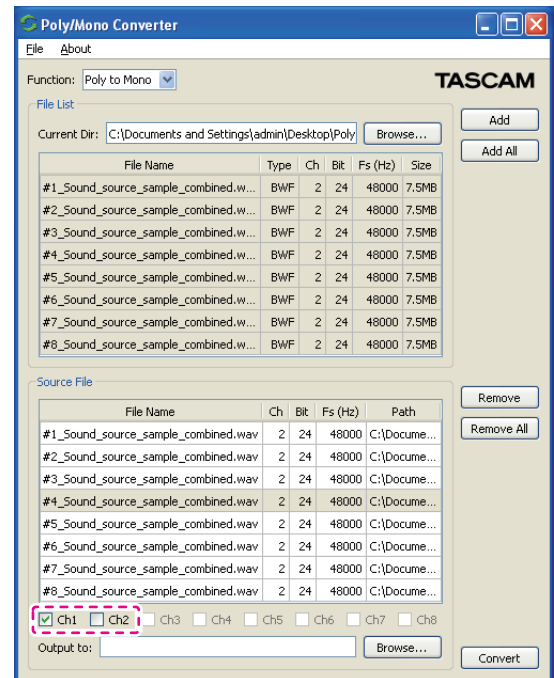 Poly/Mono Converter
File About
Function: Poly to Mono
TASCAM
File List
Current Dir: C:\Documents and Settings\admin\Desktop\Poly Browse...
Add
Add All
File Name Type Ch Bit Fs (Hz) Size
#1_Sound_source_sample_combined.w... BWF 2 24 48000 7.5MB
#2_Sound_source_sample_combined.w... BWF 2 24 48000 7.5MB
#3_Sound_source_sample_combined.w... BWF 2 24 48000 7.5MB
#4_Sound_source_sample_combined.w... BWF 2 24 48000 7.5MB
#5_Sound_source_sample_combined.w... BWF 2 24 48000 7.5MB
#6_Sound_source_sample_combined.w... BWF 2 24 48000 7.5MB
#7_Sound_source_sample_combined.w... BWF 2 24 48000 7.5MB
#8_Sound_source_sample_combined.w... BWF 2 24 48000 7.5MB
Source File
Remove
Remove All
File Name Ch Bit Fs (Hz) Path
#1_Sound_source_sample_combined.wav 2 24 48000 C:\Docume...
#2_Sound_source_sample_combined.wav 2 24 48000 C:\Docume...
#3_Sound_source_sample_combined.wav 2 24 48000 C:\Docume...
#4_Sound_source_sample_combined.wav 2 24 48000 C:\Docume...
#5_Sound_source_sample_combined.wav 2 24 48000 C:\Docume...
#6_Sound_source_sample_combined.wav 2 24 48000 C:\Docume...
#7_Sound_source_sample_combined.wav 2 24 48000 C:\Docume...
#8_Sound_source_sample_combined.wav 2 24 48000 C:\Docume...
Ch1 Ch2 Ch3 Ch4 Ch5 Ch6 Ch7 Ch8
Output to: Browse...
Convert